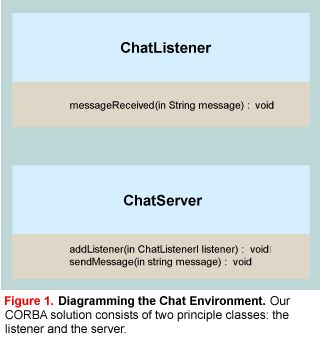 ChatListener
messageReceived(in String message) : void
ChatServer
addListener(in ChatListenerI listener) : void
sendMessage(in string message) : void
Figure 1. Diagramming the Chat Environment. Our
CORBA solution consists of two principle classes: the
listener and the server.